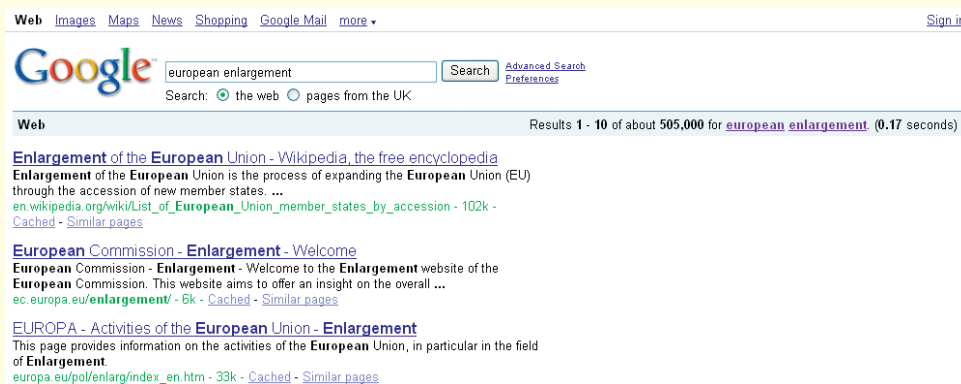 Web Images Maps News Shopping Google Mail more ▾ Sign in
Google™ european enlargement Search Advanced Search
Preferences
Search: the web pages from the UK
Web Results 1 - 10 of about 505,000 for european enlargement. (0.17 seconds)
Enlargement of the European Union - Wikipedia, the free encyclopedia
Enlargement of the European Union is the process of expanding the European Union (EU)
through the accession of new member states. ...
en.wikipedia.org/wiki/List_of_European_Union_member_states_by_accession - 102k -
Cached - Similar pages
European Commission - Enlargement - Welcome
European Commission - Enlargement - Welcome to the Enlargement website of the
European Commission. This website aims to offer an insight on the overall ...
ec.europa.eu/enlargement/ - 6k - Cached - Similar pages
EUROPA - Activities of the European Union - Enlargement
This page provides information on the activities of the European Union, in particular in the field
of Enlargement.
europa.eu/pol/enlarg/index_en.htm - 33k - Cached - Similar pages